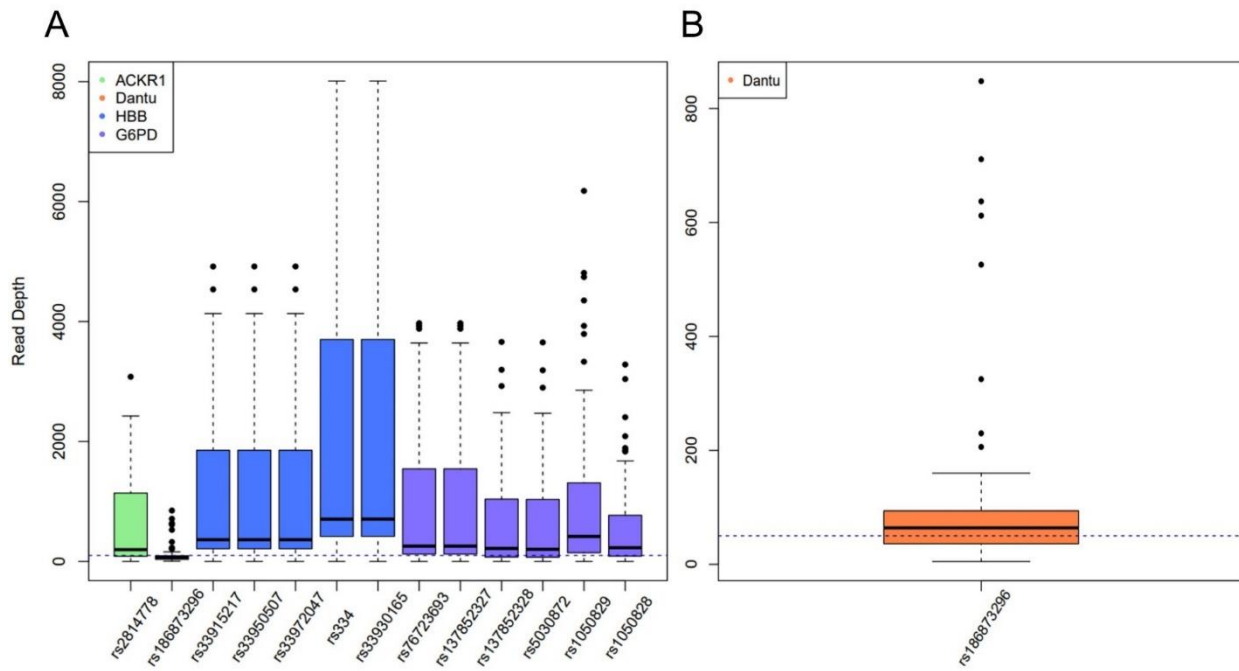 A
B
ACKR1
Dantu
HBB
G6PD
Dantu
Read Depth
8000
6000
4000
2000
0
800
600
400
200
0
rs2814778
rs186873296
rs33915217
rs33950507
rs33972047
rs334
rs33930165
rs76723693
rs137852327
rs137852328
rs5030872
rs1050829
rs1050828
rs186873296